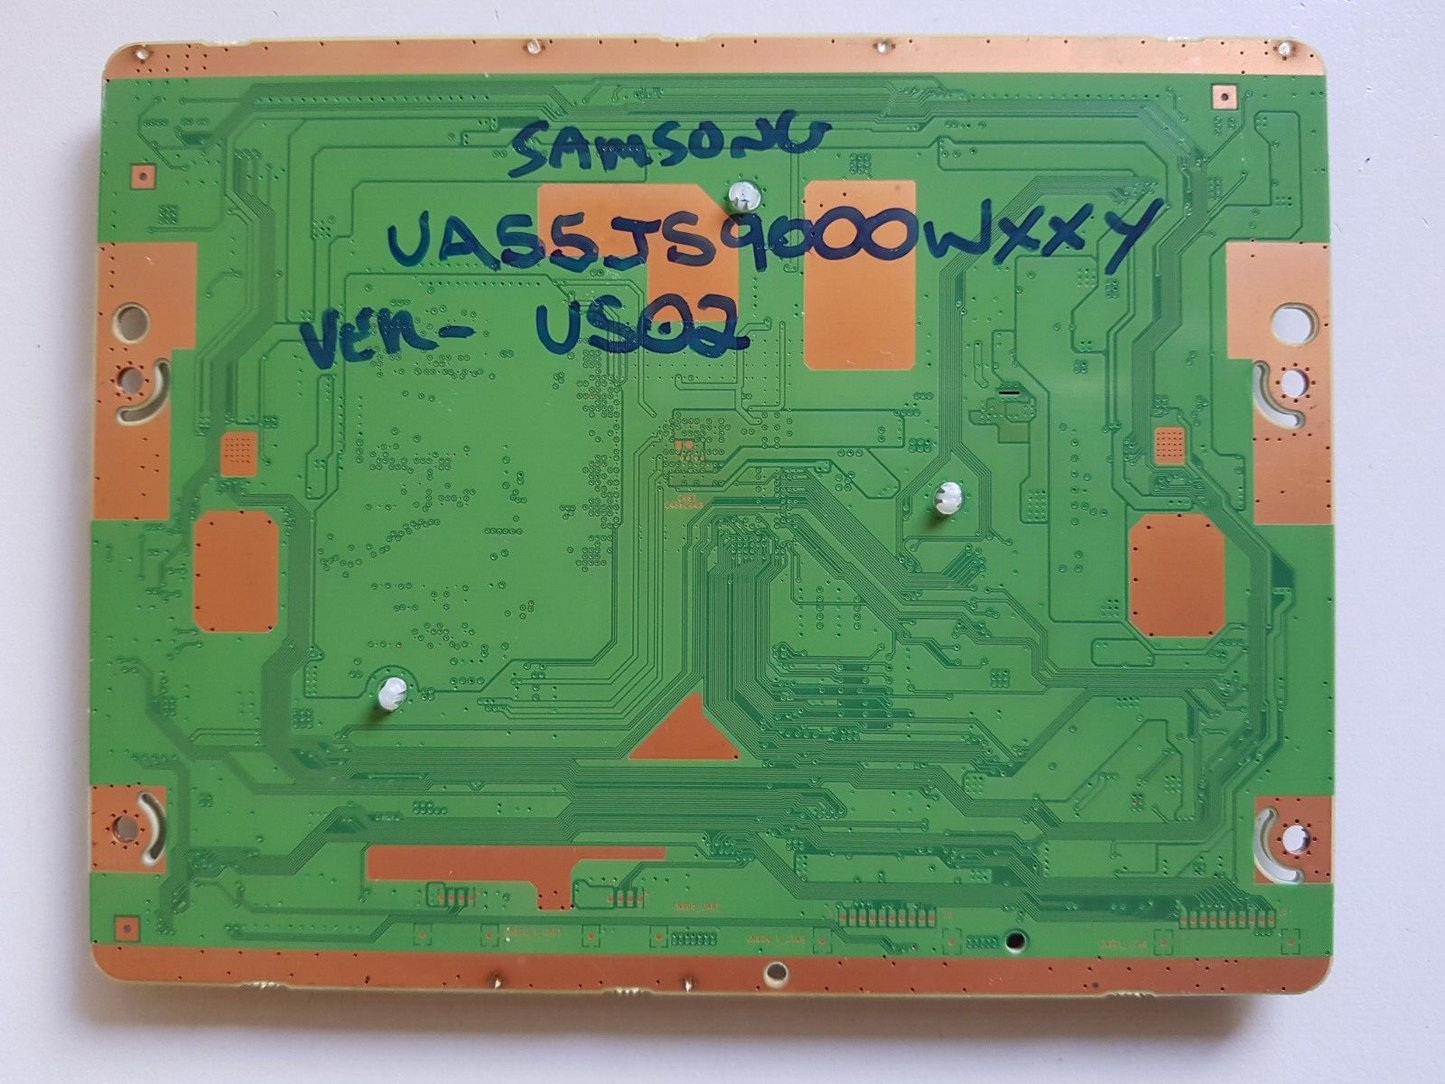 SAMSUNG
UA55JS9000WXXY
VER- US02